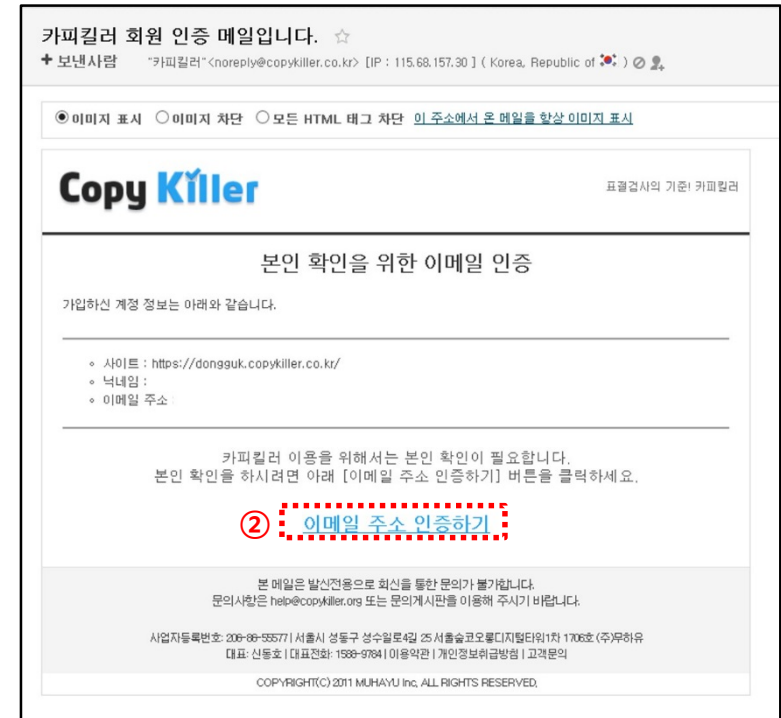 카피킬러 회원 인증 메일입니다. ☆
+ 보낸사람 "카피킬러"<noreply@copykiller.co.kr> [IP : 115.68.157.30 ] ( Korea, Republic of )
이미지 표시 이미지 차단 모든 HTML 태그 차단 이 주소에서 온 메일을 항상 이미지 표시
Copy Killer 표절검사의 기준! 카피킬러
본인 확인을 위한 이메일 인증
가입하신 계정 정보는 아래와 같습니다.
사이트 : https://dongguk.copykiller.co.kr/
닉네임 :
이메일 주소 :
카피킬러 이용을 위해서는 본인 확인이 필요합니다.
본인 확인을 하시려면 아래 [이메일 주소 인증하기] 버튼을 클릭하세요.
② 이메일 주소 인증하기
본 메일은 발신전용으로 회신을 통한 문의가 불가합니다.
문의사항은 help@copykiller.org 또는 문의게시판을 이용해 주시기 바랍니다.
사업자등록번호: 206-86-55577 | 서울시 성동구 성수일로4길 25 서울숲코오롱디지털타워1차 1706호 (주)무하유
대표: 신동호 | 대표전화: 1588-9784 | 이용약관 | 개인정보취급방침 | 고객문의
COPYRIGHT(C) 2011 MUHAYU Inc, ALL RIGHTS RESERVED.